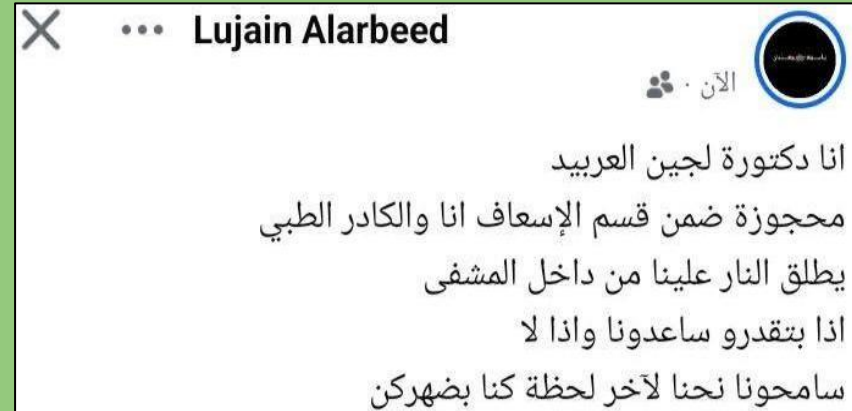 Lujain Alarbeed
الآن
انا دكتورة لجين العربيد
محجوزة ضمن قسم الإسعاف انا والكادر الطبي
يطلق النار علينا من داخل المشفى
اذا بتقدرو ساعدونا واذا لا
سامحونا نحنا لآخر لحظة كنا بضهركن